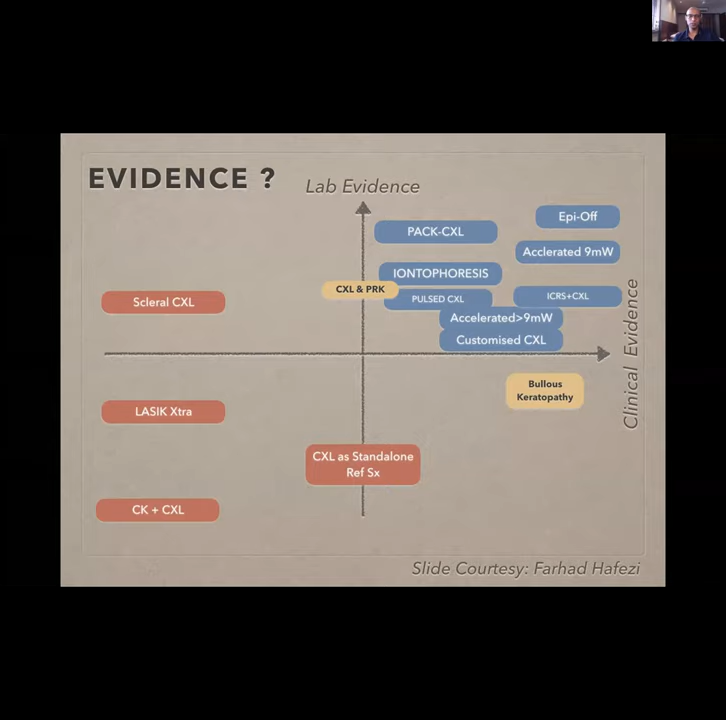 EVIDENCE ?
Lab Evidence
Epi-Off
PACK-CXL
Acclerated 9mW
IONTOPHORESIS
CXL & PRK
PULSED CXL
ICRS+CXL
Scleral CXL
Accelerated>9mW
Customised CXL
Clinical Evidence
Bullous
Keratopathy
LASIK Xtra
CXL as Standalone
Ref Sx
CK + CXL
Slide Courtesy: Farhad Hafezi